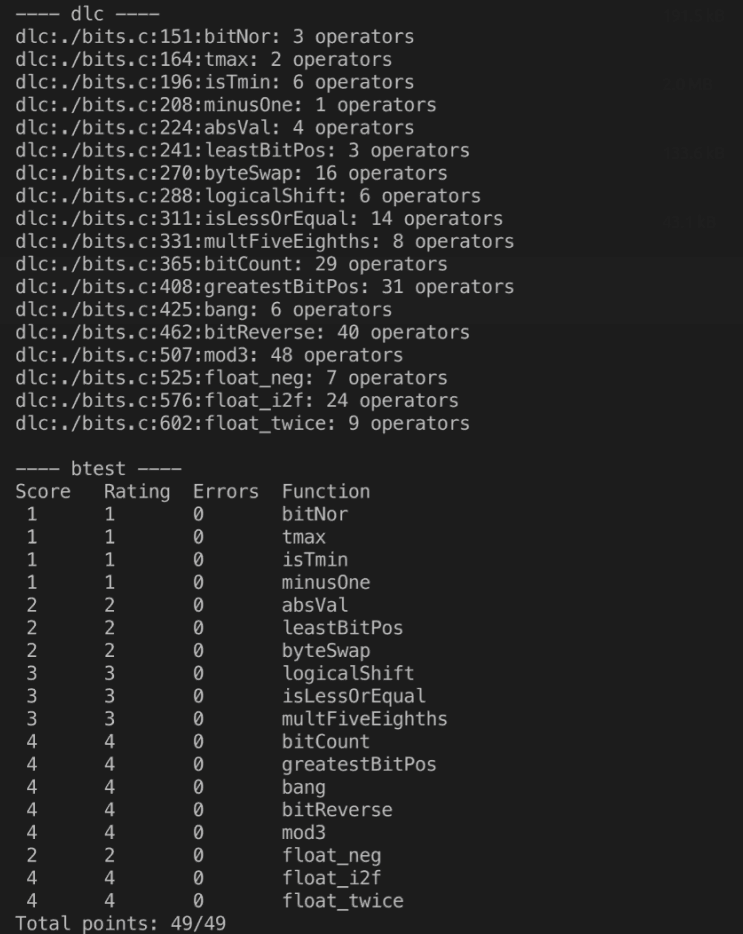 ---- dlc ----
dlc:./bits.c:151:bitNor: 3 operators
dlc:./bits.c:164:tmax: 2 operators
dlc:./bits.c:196:isTmin: 6 operators
dlc:./bits.c:208:minusOne: 1 operators
dlc:./bits.c:224:absVal: 4 operators
dlc:./bits.c:241:leastBitPos: 3 operators
dlc:./bits.c:270:byteSwap: 16 operators
dlc:./bits.c:288:logicalShift: 6 operators
dlc:./bits.c:311:isLessOrEqual: 14 operators
dlc:./bits.c:331:multFiveEighths: 8 operators
dlc:./bits.c:365:bitCount: 29 operators
dlc:./bits.c:408:greatestBitPos: 31 operators
dlc:./bits.c:425:bang: 6 operators
dlc:./bits.c:462:bitReverse: 40 operators
dlc:./bits.c:507:mod3: 48 operators
dlc:./bits.c:525:float_neg: 7 operators
dlc:./bits.c:576:float_i2f: 24 operators
dlc:./bits.c:602:float_twice: 9 operators
---- btest ----
Score Rating Errors Function
1 1 0 bitNor
1 1 0 tmax
1 1 0 isTmin
1 1 0 minusOne
2 2 0 absVal
2 2 0 leastBitPos
2 2 0 byteSwap
3 3 0 logicalShift
3 3 0 isLessOrEqual
3 3 0 multFiveEighths
4 4 0 bitCount
4 4 0 greatestBitPos
4 4 0 bang
4 4 0 bitReverse
4 4 0 mod3
2 2 0 float_neg
4 4 0 float_i2f
4 4 0 float_twice
Total points: 49/49